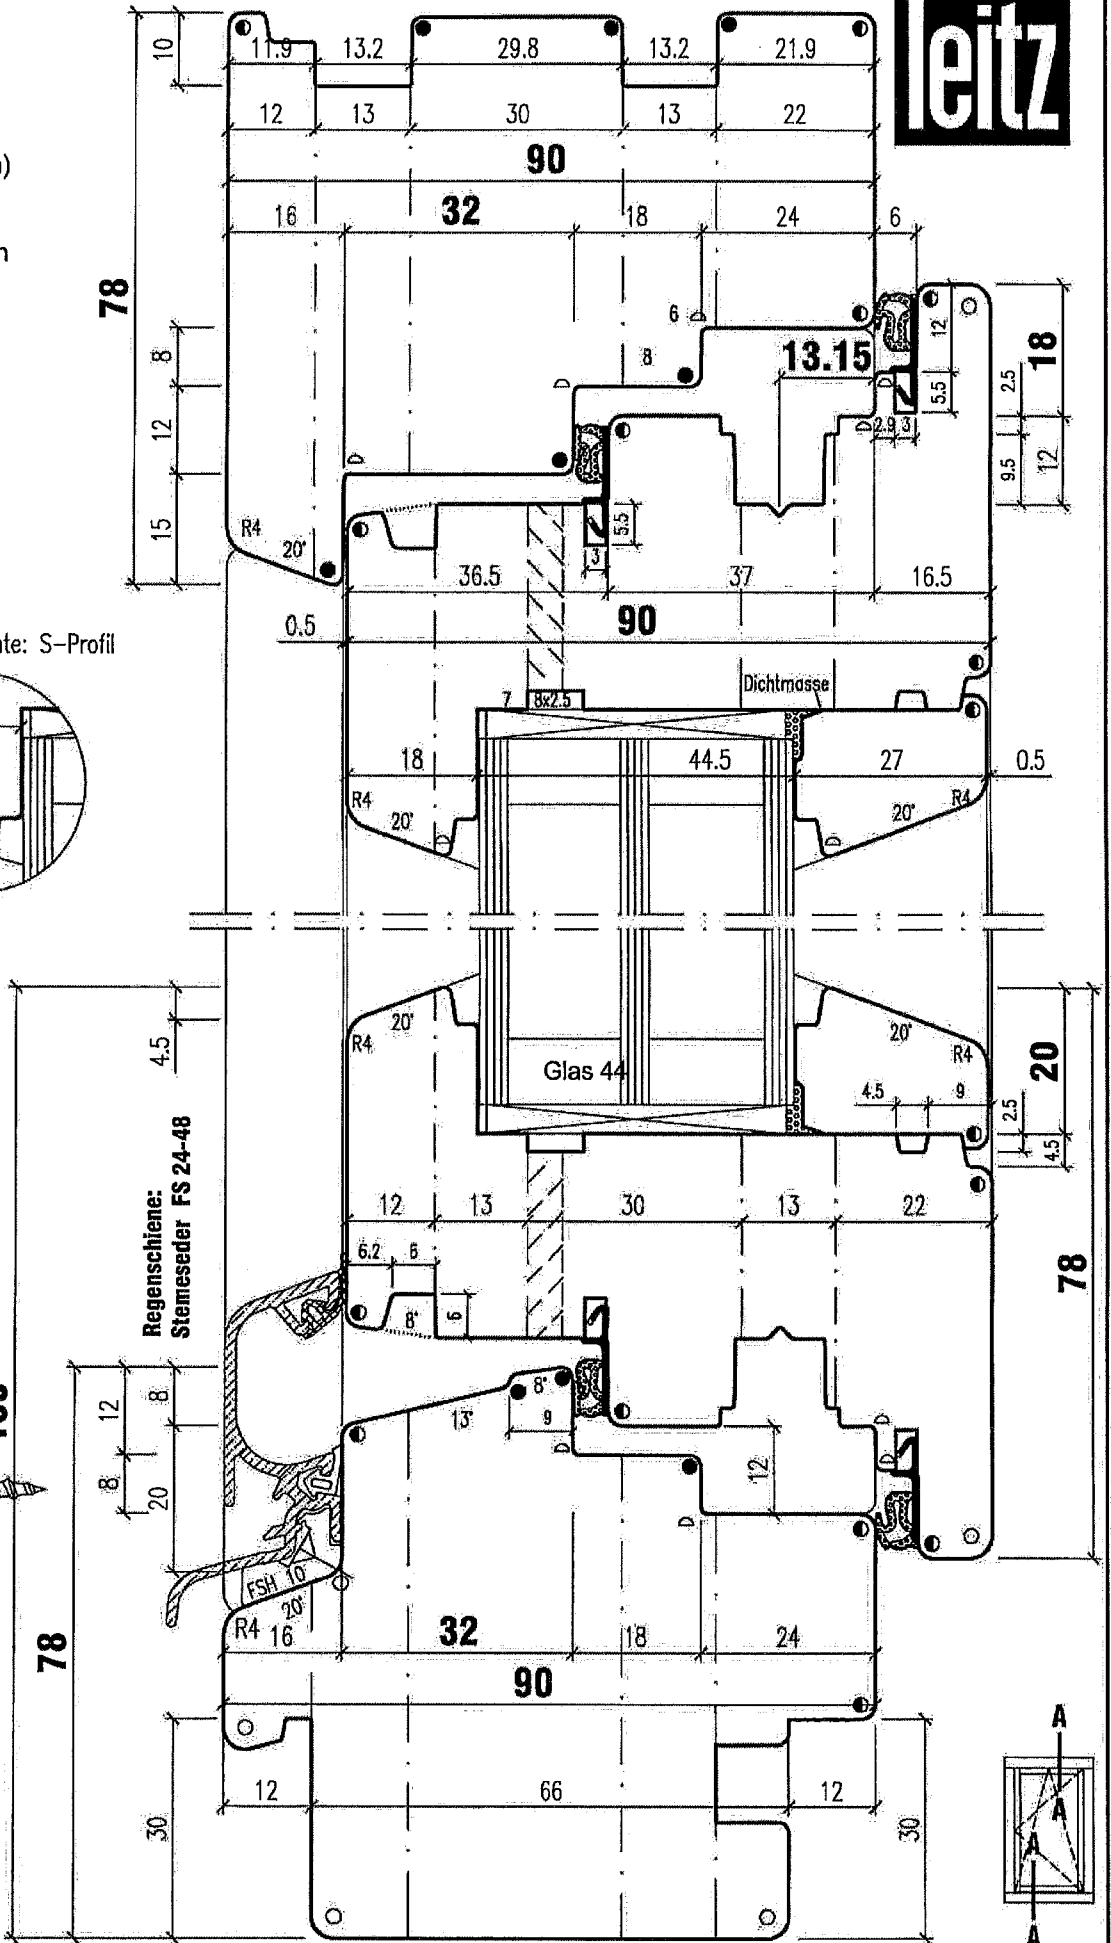 leitz
10
11.9 13.2 29.8 13.2 21.9
12 13 30 13 22
90
16 32 18 24 6
78
8
12
15
6 D
8
D
D
13.15
D
D
2.9 3
12
5.5
18
2.5
9.5
12
R4
20°
5.5
3
36.5 37 16.5
0.5
90
te: S-Profil
7 8x2.5
Dichtmasse
18 44.5 27 0.5
R4
20°
D
D
20°
R4
4.5
20°
R4
Glas 44
20°
R4
20
4.5 9
2.5
4.5
Regenschiene:
Stemeseder FS 24-48
12 13 30 13 22
6.2 6
8°
6
78
12
8
8
20
13°
8°
9
D
D
D
12
D
FSH 10°
20°
R4
16 32 18 24
78
90
12 66 12
30
30
A
A
A
A